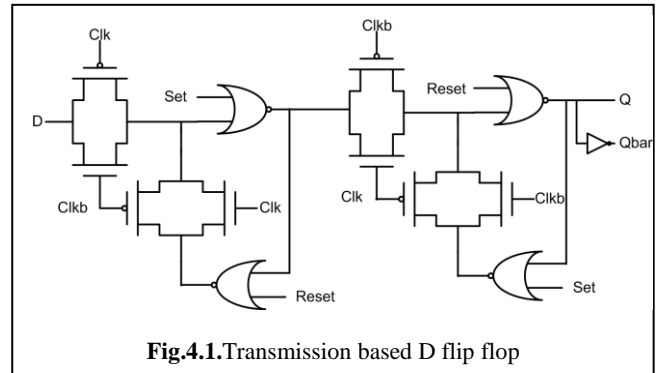 Clk
Clkb
Set
Reset
Q
D
Qbar
Clkb
Clk
Clk
Clkb
Reset
Set
Fig.4.1.Transmission based D flip flop